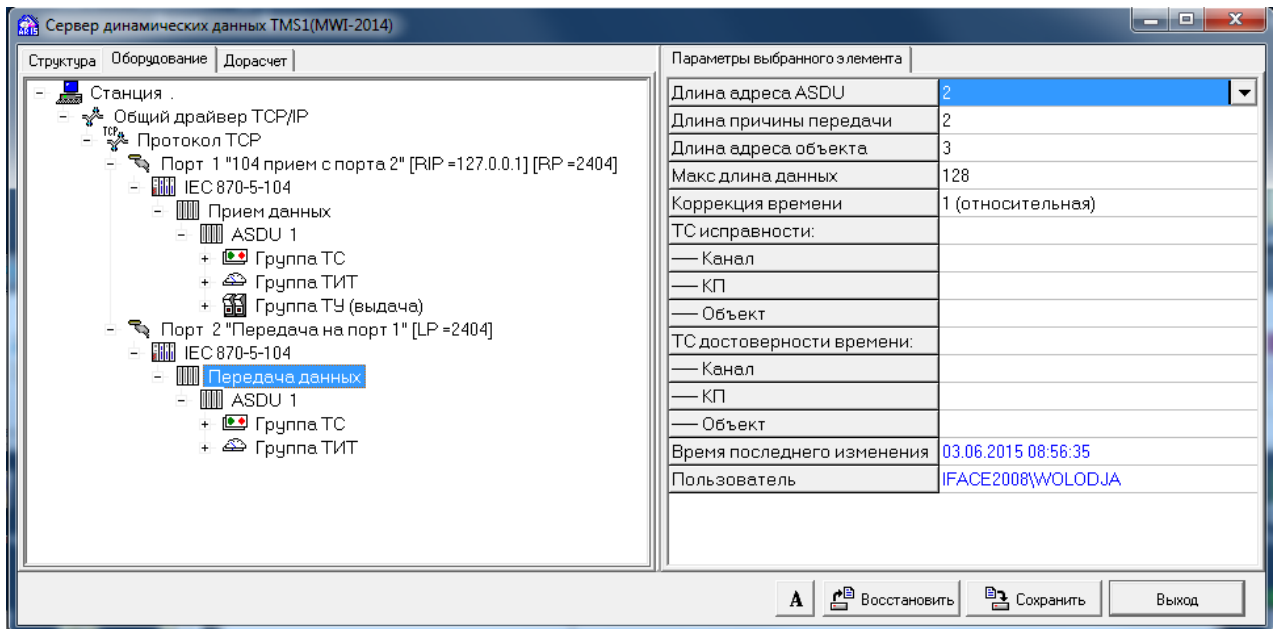 Сервер динамических данных TMS1(MWI-2014)
Структура Оборудование Дорасчет
Станция .
Общий драйвер TCP/IP
TCP Протокол TCP
Порт 1 "104 прием с порта 2" [RIP =127.0.0.1] [RP =2404]
IEC 870-5-104
Прием данных
ASDU 1
Группа ТС
Группа ТИТ
Группа ТУ (выдача)
Порт 2 "Передача на порт 1" [LP =2404]
IEC 870-5-104
Передача данных
ASDU 1
Группа ТС
Группа ТИТ
Параметры выбранного элемента
Длина адреса ASDU 2
Длина причины передачи 2
Длина адреса объекта 3
Макс длина данных 128
Коррекция времени 1 (относительная)
ТС исправности:
── Канал
── КП
── Объект
ТС достоверности времени:
── Канал
── КП
── Объект
Время последнего изменения 03.06.2015 08:56:35
Пользователь IFACE2008\WOLODJA
A Восстановить Сохранить Выход